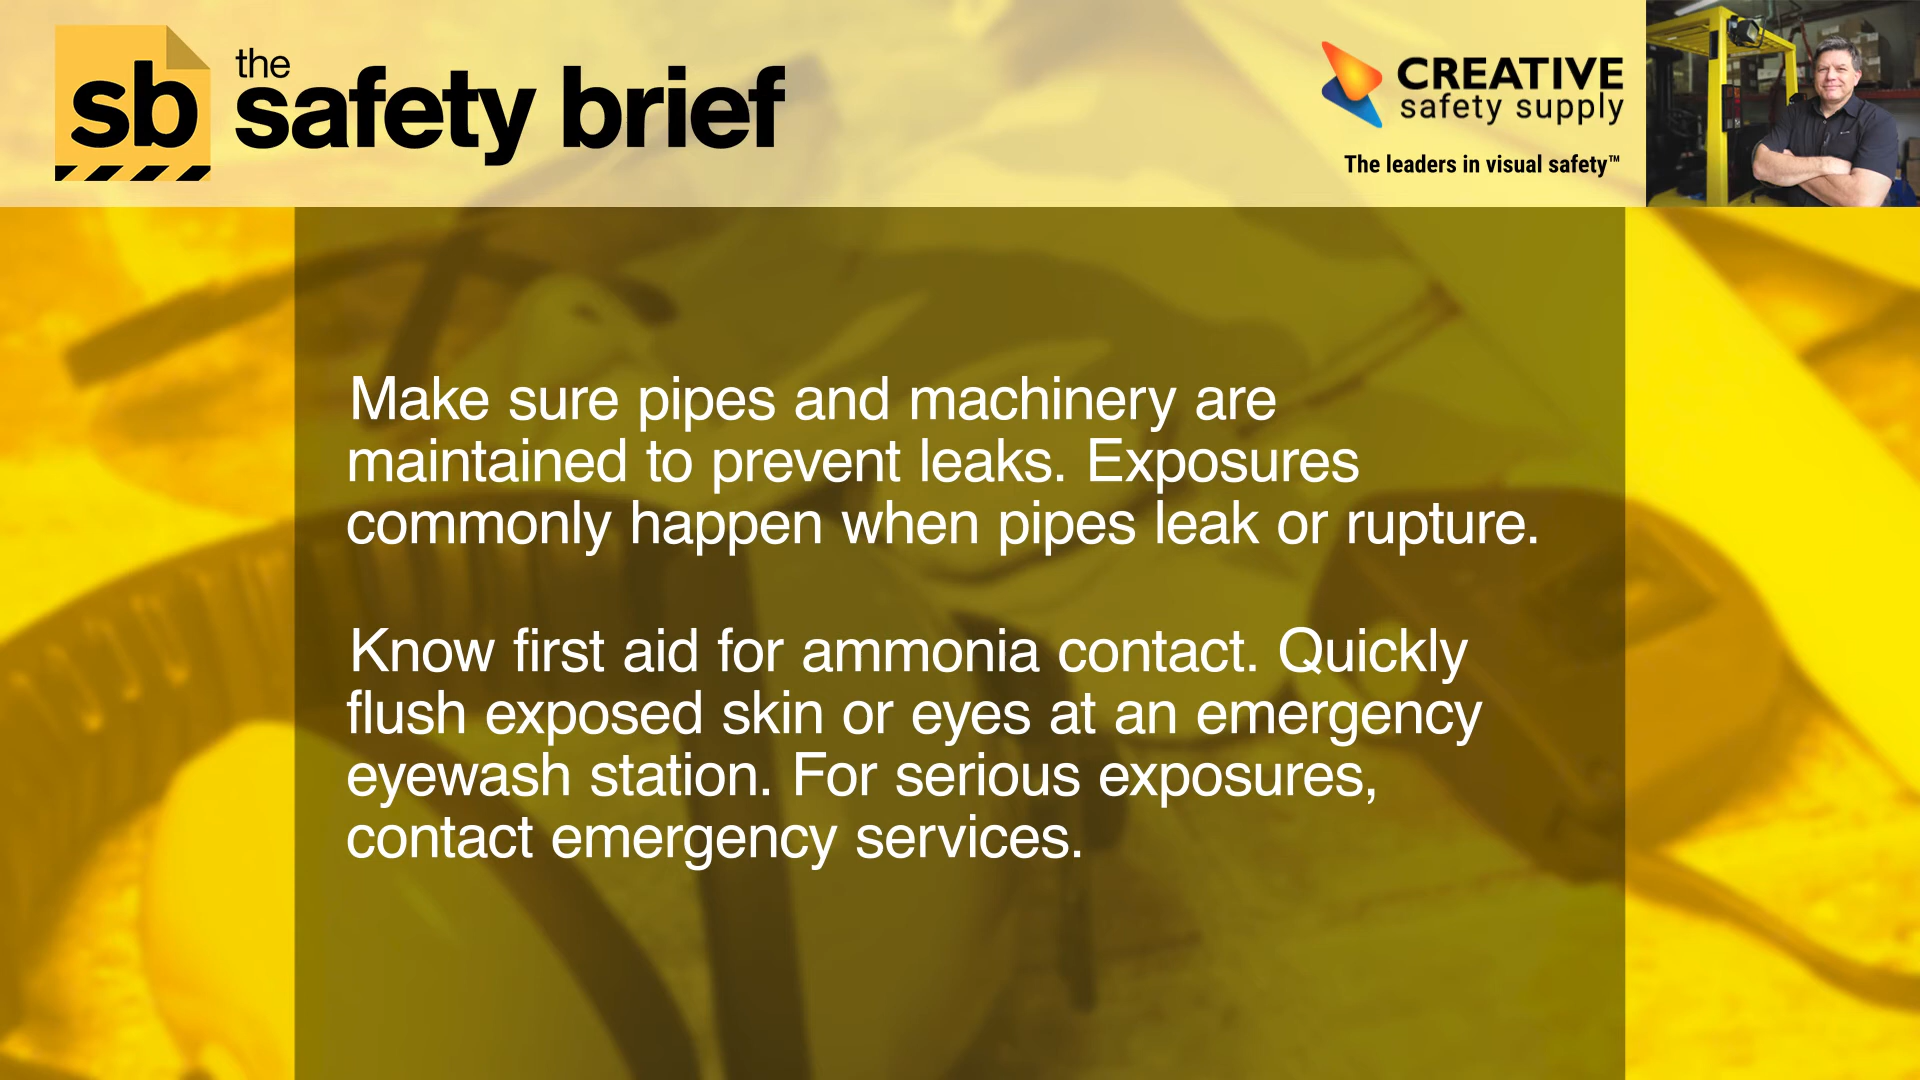 sb
the
safety brief
CREATIVE
safety supply
The leaders in visual safety™
Make sure pipes and machinery are
maintained to prevent leaks. Exposures
commonly happen when pipes leak or rupture.
Know first aid for ammonia contact. Quickly
flush exposed skin or eyes at an emergency
eyewash station. For serious exposures,
contact emergency services.